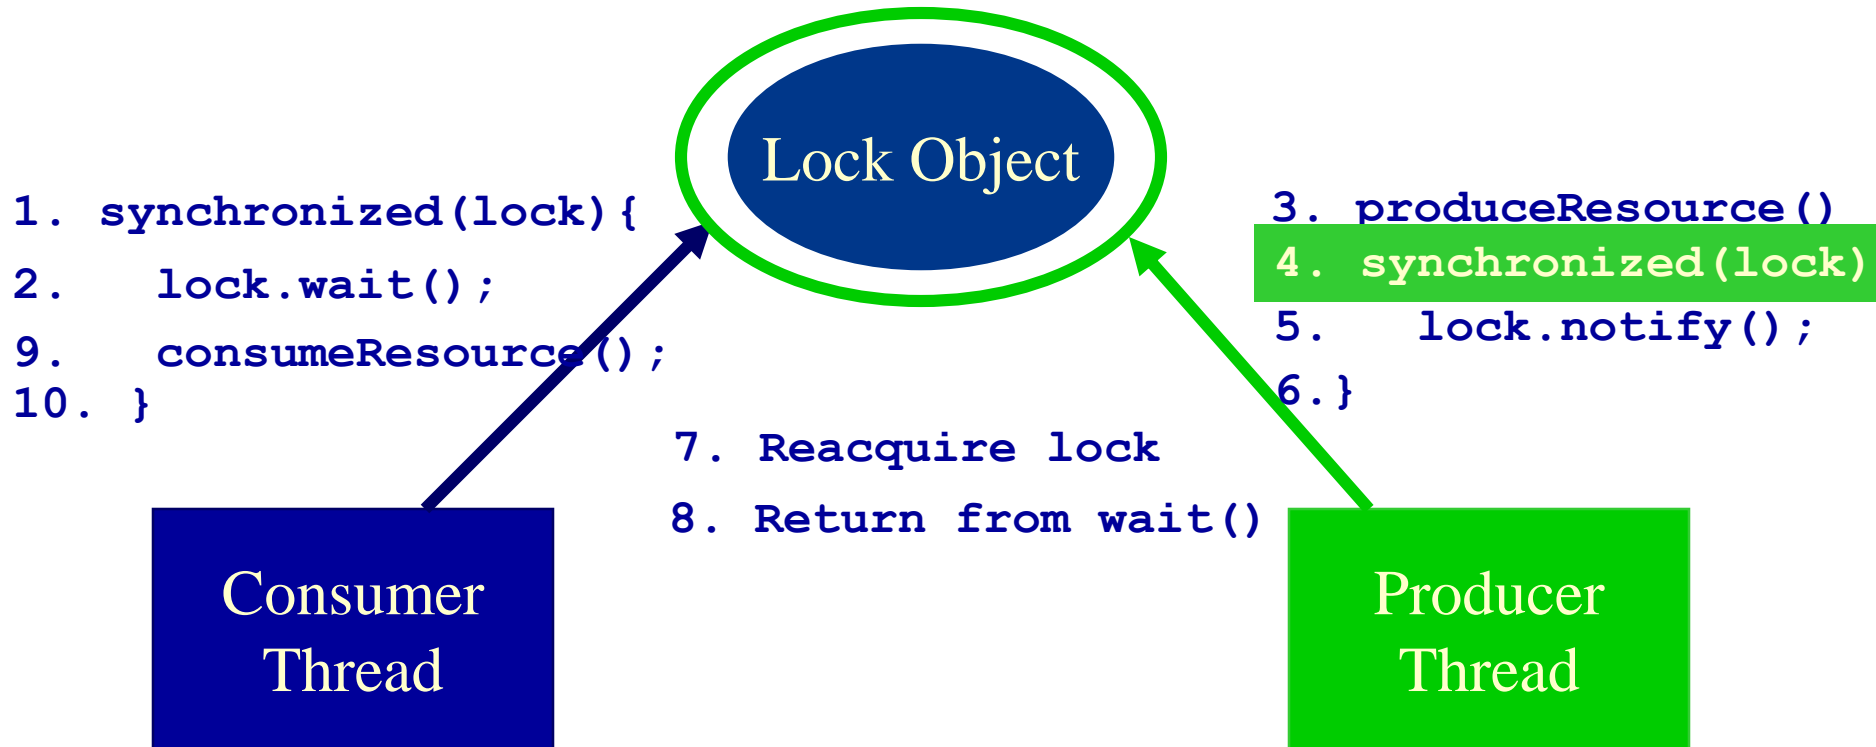 Lock Object
1. synchronized(lock){
2. lock.wait();
9. consumeResource();
10. }
3. produceResource()
4. synchronized(lock)
5. lock.notify();
6.}
7. Reacquire lock
8. Return from wait()
Consumer
Thread
Producer
Thread